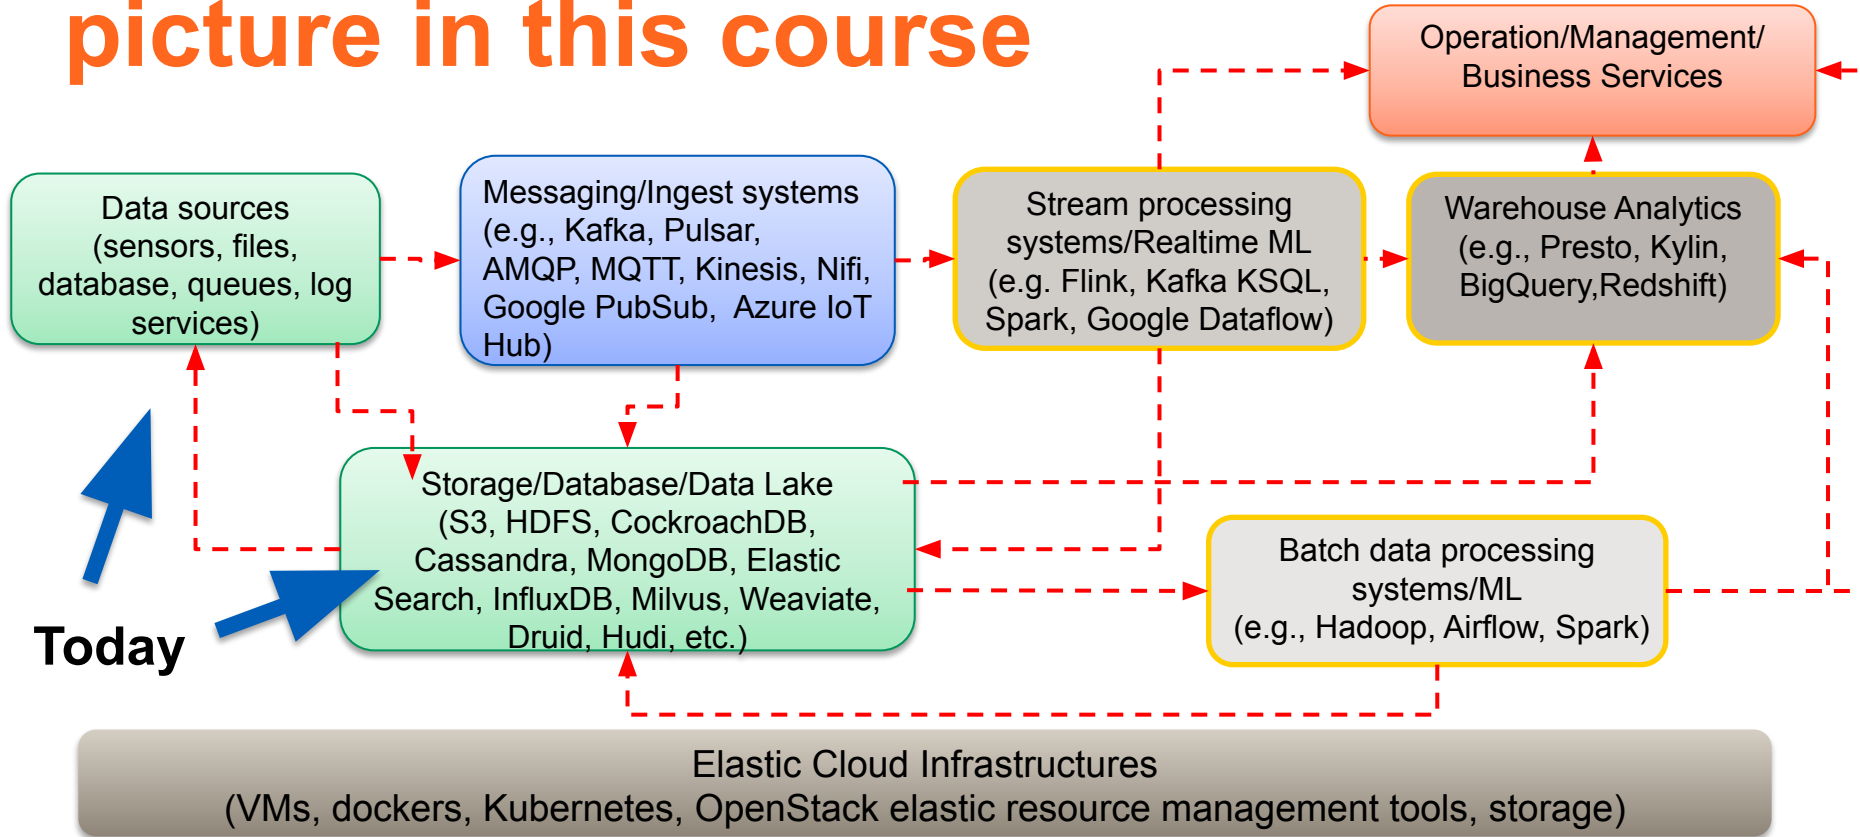 picture in this course
Operation/Management/
Business Services
Data sources
(sensors, files,
database, queues, log
services)
Messaging/Ingest systems
(e.g., Kafka, Pulsar,
AMQP, MQTT, Kinesis, Nifi,
Google PubSub,  Azure IoT
Hub)
Stream processing
systems/Realtime ML
(e.g. Flink, Kafka KSQL,
Spark, Google Dataflow)
Warehouse Analytics
(e.g., Presto, Kylin,
BigQuery,Redshift)
Storage/Database/Data Lake
(S3, HDFS, CockroachDB,
Cassandra, MongoDB, Elastic
Search, InfluxDB, Milvus, Weaviate,
Druid, Hudi, etc.)
Batch data processing
systems/ML
(e.g., Hadoop, Airflow, Spark)
Today
Elastic Cloud Infrastructures
(VMs, dockers, Kubernetes, OpenStack elastic resource management tools, storage)